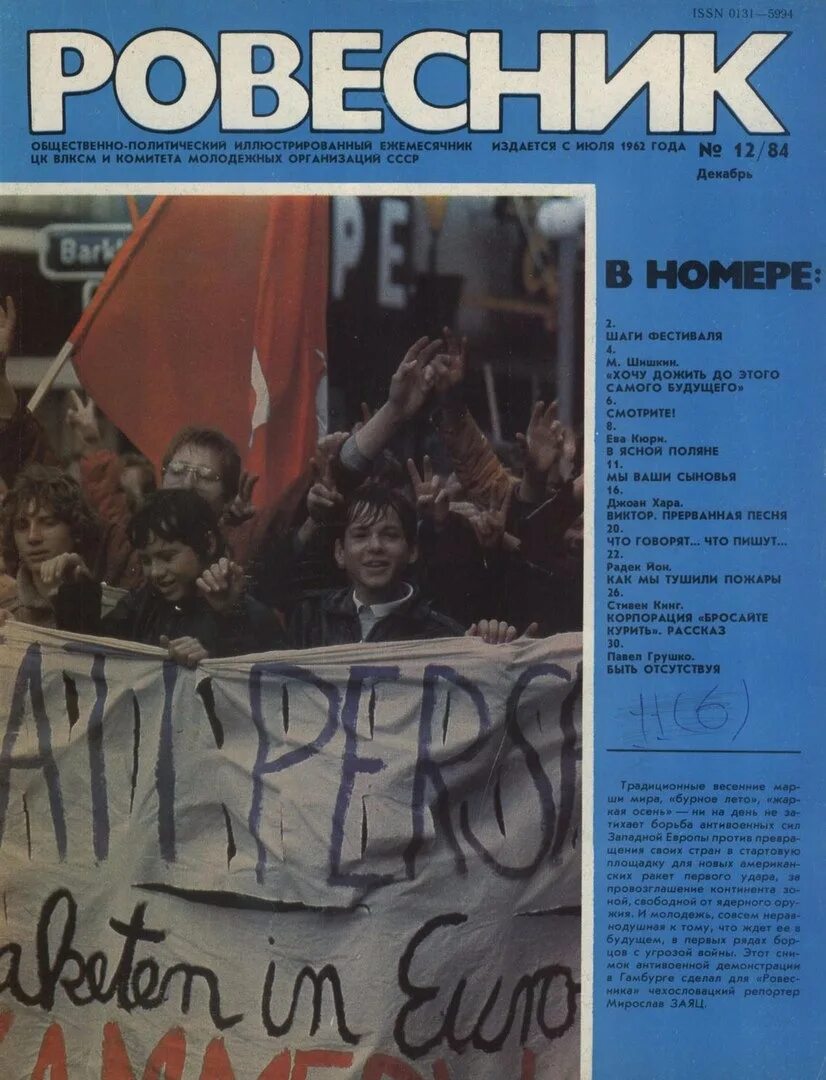 ISSN 0131—5994
РОВЕСНИК
ОБЩЕСТВЕННО-ПОЛИТИЧЕСКИЙ ИЛЛЮСТРИРОВАННЫЙ ЕЖЕМЕСЯЧНИК
ЦК ВЛКСМ И КОМИТЕТА МОЛОДЕЖНЫХ ОРГАНИЗАЦИЙ СССР
ИЗДАЕТСЯ С ИЮЛЯ 1962 ГОДА
№ 12/84
Декабрь
В НОМЕРЕ:
2.
ШАГИ ФЕСТИВАЛЯ
4.
М. Шишкин.
«ХОЧУ ДОЖИТЬ ДО ЭТОГО
САМОГО БУДУЩЕГО»
6.
СМОТРИТЕ!
8.
Ева Кюри.
В ЯСНОЙ ПОЛЯНЕ
11.
МЫ ВАШИ СЫНОВЬЯ
16.
Джоан Хара.
ВИКТОР. ПРЕРВАННАЯ ПЕСНЯ
20.
ЧТО ГОВОРЯТ... ЧТО ПИШУТ...
22.
Радек Йон.
КАК МЫ ТУШИЛИ ПОЖАРЫ
26.
Стивен Кинг.
КОРПОРАЦИЯ «БРОСАЙТЕ
КУРИТЬ». РАССКАЗ
30.
Павел Грушко.
БЫТЬ ОТСУТСТВУЯ
11(6)
Традиционные весенние мар-
ши мира, «бурное лето», «жар-
кая осень» — ни на день не за-
тихает борьба антивоенных сил
Западной Европы против превра-
щения своих стран в стартовую
площадку для новых американ-
ских ракет первого удара, за
провозглашение континента зо-
ной, свободной от ядерного ору-
жия. И молодежь, совсем нерав-
нодушная к тому, что ждет ее в
будущем, в первых рядах бор-
цов с угрозой войны. Этот сни-
мок антивоенной демонстрации
в Гамбурге сделал для «Ровес-
ника» чехословацкий репортер
Мирослав ЗАЯЦ.
Bark
PE
ATT PERSH
aketen in Euro